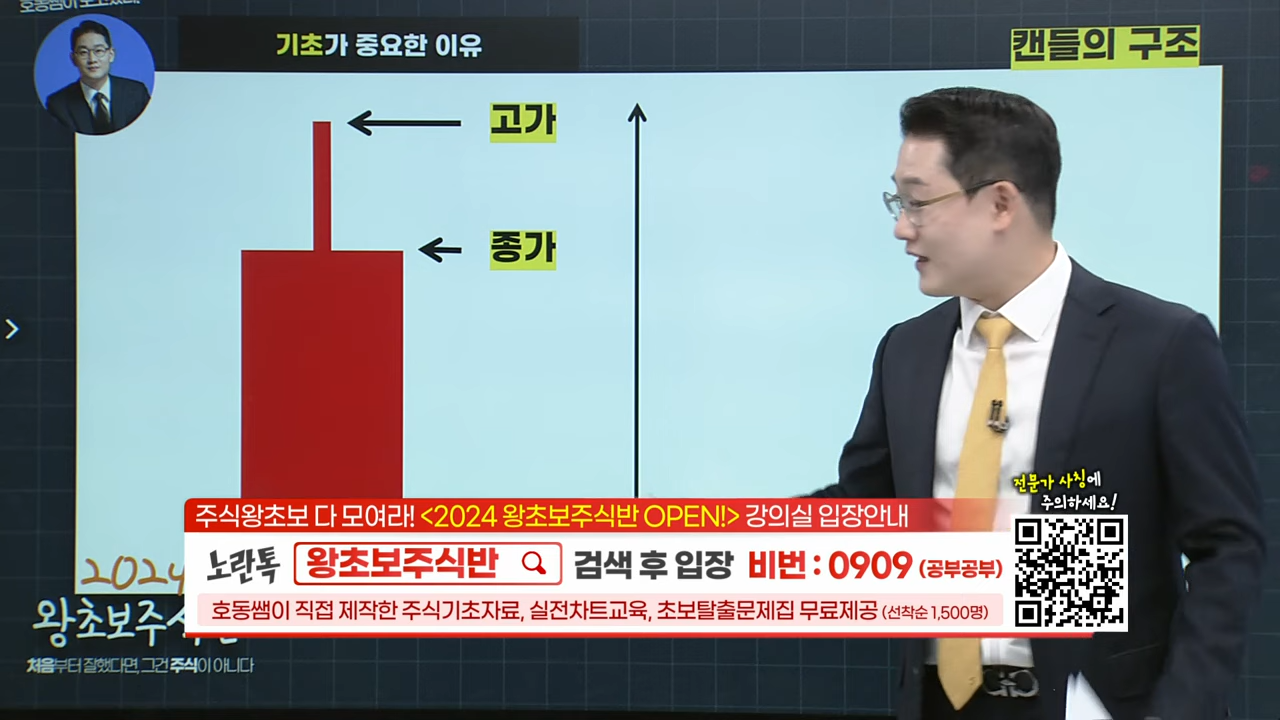 기초가 중요한 이유
캔들의 구조
고가
종가
전문가 사칭에
주의하세요!
주식왕초보 다 모여라! <2024 왕초보주식반 OPEN!> 강의실 입장안내
노란톡 왕초보주식반 검색 후 입장 비번 : 0909 (공부공부)
호동쌤이 직접 제작한 주식기초자료, 실전차트교육, 초보탈출문제집 무료제공 (선착순 1,500명)
2024
왕초보주식
처음부터 잘했다면, 그건 주식이 아니다